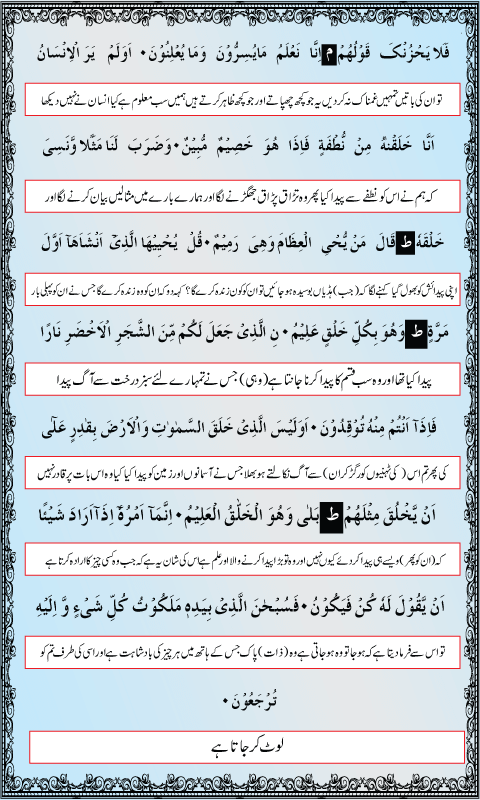 فَلَا يَحْزُنْكَ قَوْلُهُمْ م اِنَّا نَعْلَمُ مَايُسِرُّوْنَ وَمَا يُعْلِنُوْنَ۰ اَوَلَمْ يَرَ الْاِنْسَانُ
تو ان کی باتیں تمہیں غمناک نہ کر دیں یہ جو کچھ چھپاتے اور جو کچھ ظاہر کرتے ہیں ہمیں سب معلوم ہے کیا انسان نے نہیں دیکھا
اَنَّا خَلَقْنٰهُ مِنْ نُّطْفَةٍ فَاِذَا هُوَ خَصِيْمٌ مُّبِيْنٌ۰ وَضَرَبَ لَنَا مَثَلًا وَّنَسِىَ
کہ ہم نے اس کو نطفے سے پیدا کیا پھر وہ تڑاق پڑاق جھگڑنے لگا اور ہمارے بارے میں مثالیں بیان کرنے لگا اور
خَلْقَهٗ ط قَالَ مَنْ يُّحْىِ الْعِظَامَ وَهِىَ رَمِيْمٌ۰ قُلْ يُحْيِيْهَا الَّذِىْٓ اَنْشَاَهَآ اَوَّلَ
اپنی پیدائش کو بھول گیا کہنے لگا کہ (جب) ہڈیاں بوسیدہ ہو جائیں تو ان کو کون زندہ کرے گا؟ کہہ دو کہ ان کو وہ زندہ کرے گا جس نے ان کو پہلی بار
مَرَّةٍ ط وَهُوَ بِكُلِّ خَلْقٍ عَلِيْمٌ۰ نِ الَّذِىْ جَعَلَ لَكُمْ مِّنَ الشَّجَرِ الْاَخْضَرِ نَارًا
پیدا کیا تھا اور وہ سب قسم کا پیدا کرنا جانتا ہے (وہی) جس نے تمہارے لئے سبز درخت سے آگ پیدا
فَاِذَآ اَنْتُمْ مِنْهُ تُوْقِدُوْنَ۰ اَوَلَيْسَ الَّذِىْ خَلَقَ السَّمٰوٰتِ وَالْاَرْضَ بِقٰدِرٍ عَلٰٓى
کی پھر تم اس (کی ٹہنیوں کو رگڑ کر ان) سے آگ نکالتے ہو بھلا جس نے آسمانوں اور زمین کو پیدا کیا کیا وہ اس بات پر قادر نہیں
اَنْ يَّخْلُقَ مِثْلَهُمْ ط بَلٰى وَهُوَ الْخَلّٰقُ الْعَلِيْمُ۰ اِنَّمَآ اَمْرُهٗٓ اِذَآ اَرَادَ شَيْـًٔا
کہ (ان کو پھر) ویسے ہی پیدا کر دے کیوں نہیں اور وہ تو بڑا پیدا کرنے والا اور علم ہے اس کی شان یہ ہے کہ جب وہ کسی چیز کا ارادہ کرتا ہے
اَنْ يَّقُوْلَ لَهٗ كُنْ فَيَكُوْنُ۰ فَسُبْحٰنَ الَّذِىْ بِيَدِهٖ مَلَكُوْتُ كُلِّ شَىْءٍ وَّ اِلَيْهِ
تو اس سے فرما دیتا ہے کہ ہو جا تو وہ ہو جاتی ہے وہ (ذات) پاک جس کے ہاتھ میں ہر چیز کی بادشاہت ہے اور اسی کی طرف تم کو
تُرْجَعُوْنَ۰
لوٹ کر جانا ہے